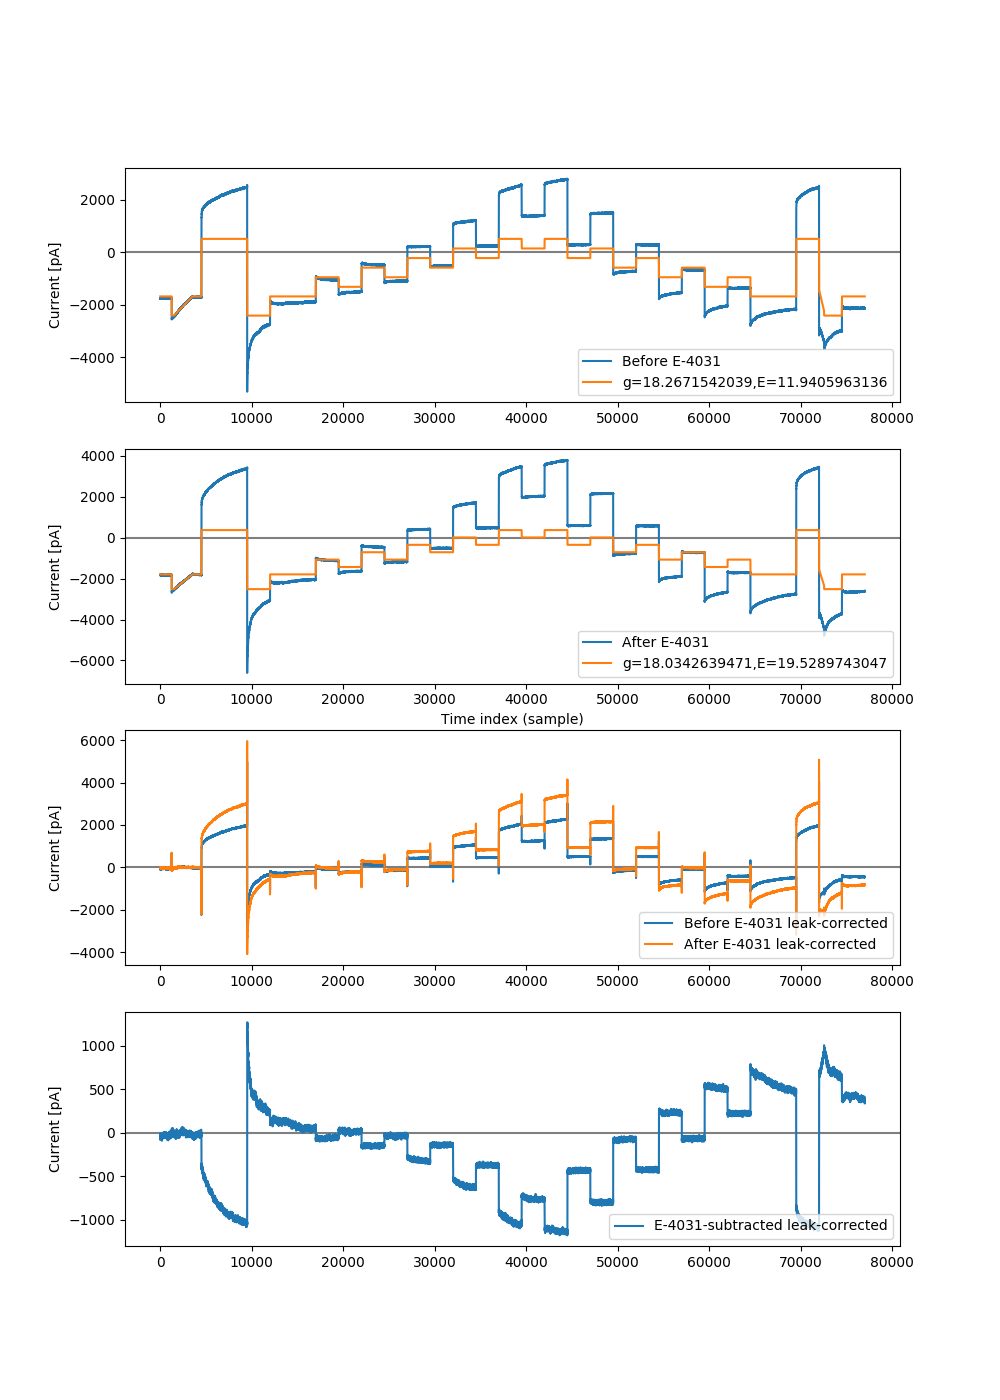 2000
0
−2000
−4000
Current [pA]
Before E-4031
g=18.2671542039,E=11.9405963136
0 10000 20000 30000 40000 50000 60000 70000 80000
4000
2000
0
−2000
−4000
−6000
Current [pA]
After E-4031
g=18.0342639471,E=19.5289743047
0 10000 20000 30000 40000 50000 60000 70000 80000
Time index (sample)
6000
4000
2000
0
−2000
−4000
Current [pA]
Before E-4031 leak-corrected
After E-4031 leak-corrected
0 10000 20000 30000 40000 50000 60000 70000 80000
1000
500
0
−500
−1000
Current [pA]
E-4031-subtracted leak-corrected
0 10000 20000 30000 40000 50000 60000 70000 80000